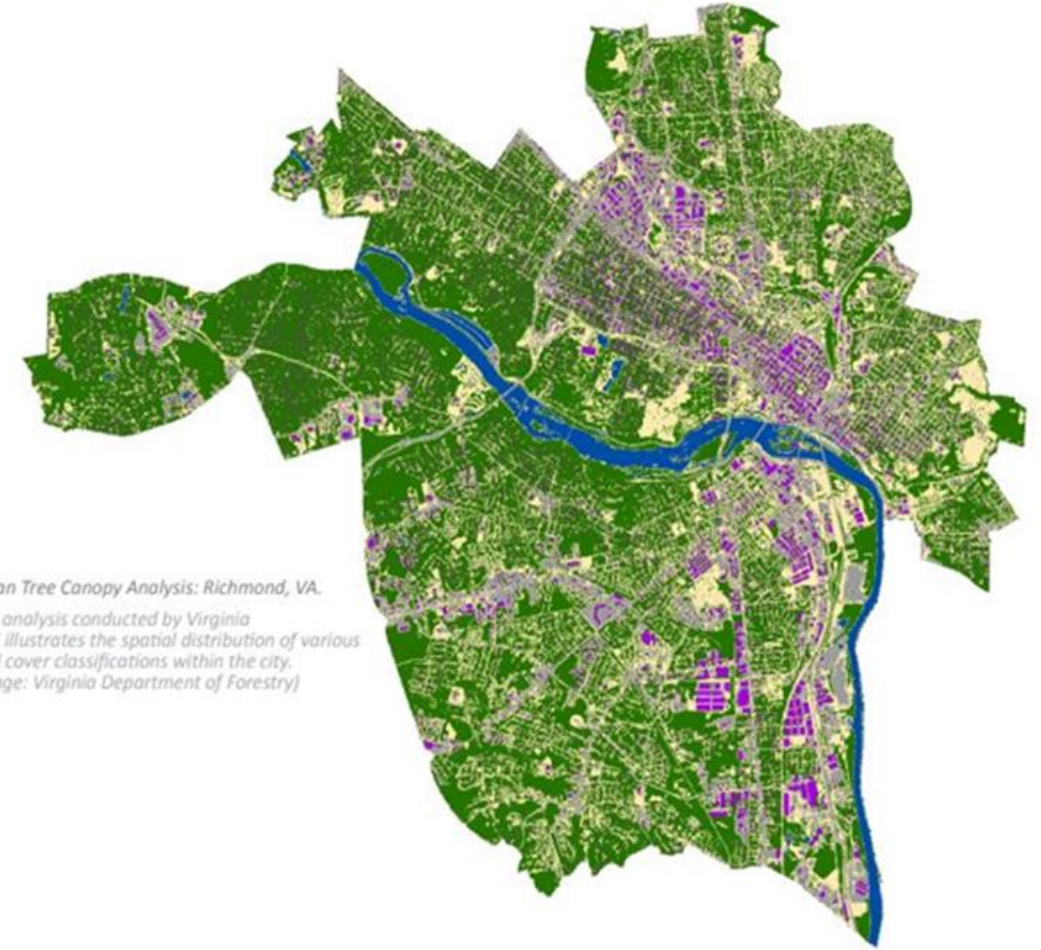 an Tree Canopy Analysis: Richmond, VA.
analysis conducted by Virginia
illustrates the spatial distribution of various
cover classifications within the city.
ge: Virginia Department of Forestry)